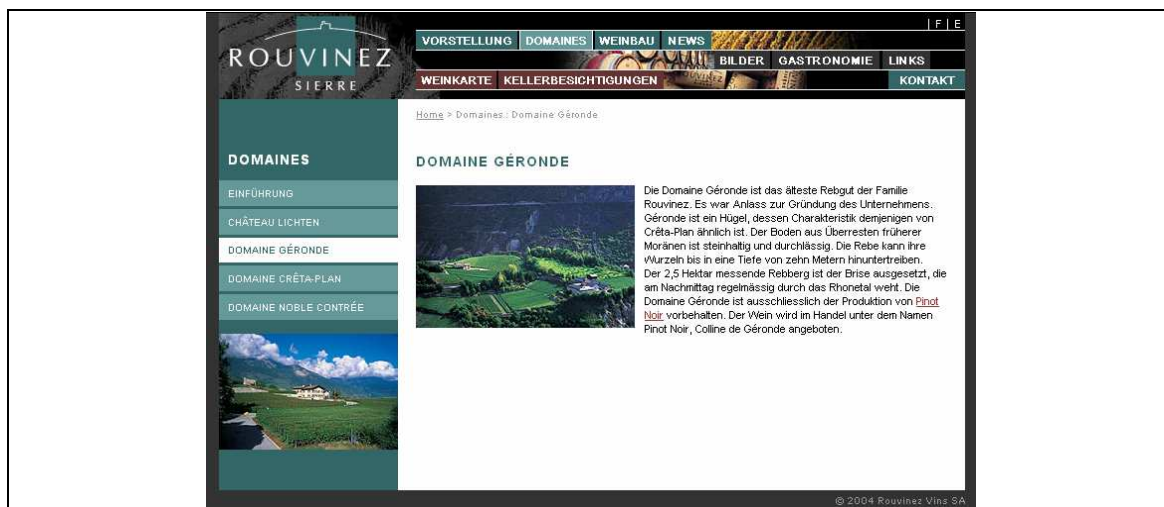 ROUVINEZ
SIERRE
| F | E
VORSTELLUNG DOMAINES WEINBAU NEWS
BILDER GASTRONOMIE LINKS
WEINKARTE KELLERBESICHTIGUNGEN KONTAKT
Home > Domaines : Domaine Géronde
DOMAINES
EINFÜHRUNG
CHÂTEAU LICHTEN
DOMAINE GÉRONDE
DOMAINE CRÊTA-PLAN
DOMAINE NOBLE CONTRÉE
DOMAINE GÉRONDE
Die Domaine Géronde ist das älteste Rebgut der Familie
Rouvinez. Es war Anlass zur Gründung des Unternehmens.
Géronde ist ein Hügel, dessen Charakteristik demjenigen von
Crêta-Plan ähnlich ist. Der Boden aus Überresten früherer
Moränen ist steinhaltig und durchlässig. Die Rebe kann ihre
Wurzeln bis in eine Tiefe von zehn Metern hinuntertreiben.
Der 2,5 Hektar messende Rebberg ist der Brise ausgesetzt, die
am Nachmittag regelmässig durch das Rhonetal weht. Die
Domaine Géronde ist ausschliesslich der Produktion von Pinot
Noir vorbehalten. Der Wein wird im Handel unter dem Namen
Pinot Noir, Colline de Géronde angeboten.
© 2004 Rouvinez Vins SA